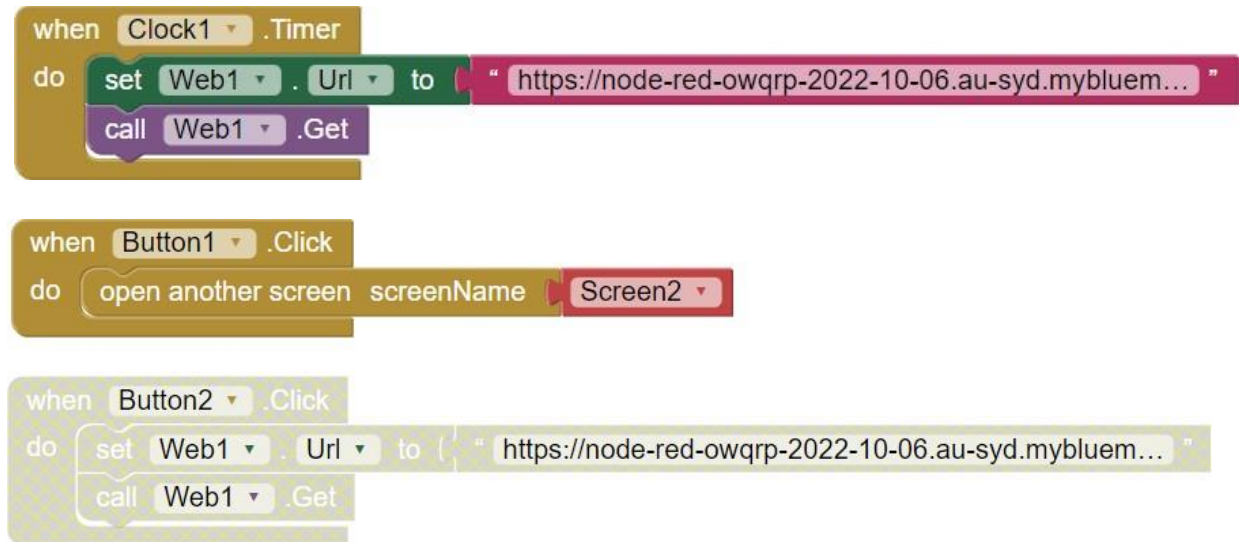 when Clock1 .Timer
do set Web1 . Url to " https://node-red-owqrp-2022-10-06.au-syd.mybluem... "
call Web1 .Get
when Button1 .Click
do open another screen screenName Screen2
when Button2 .Click
do set Web1 . Url to " https://node-red-owqrp-2022-10-06.au-syd.mybluem... "
call Web1 .Get